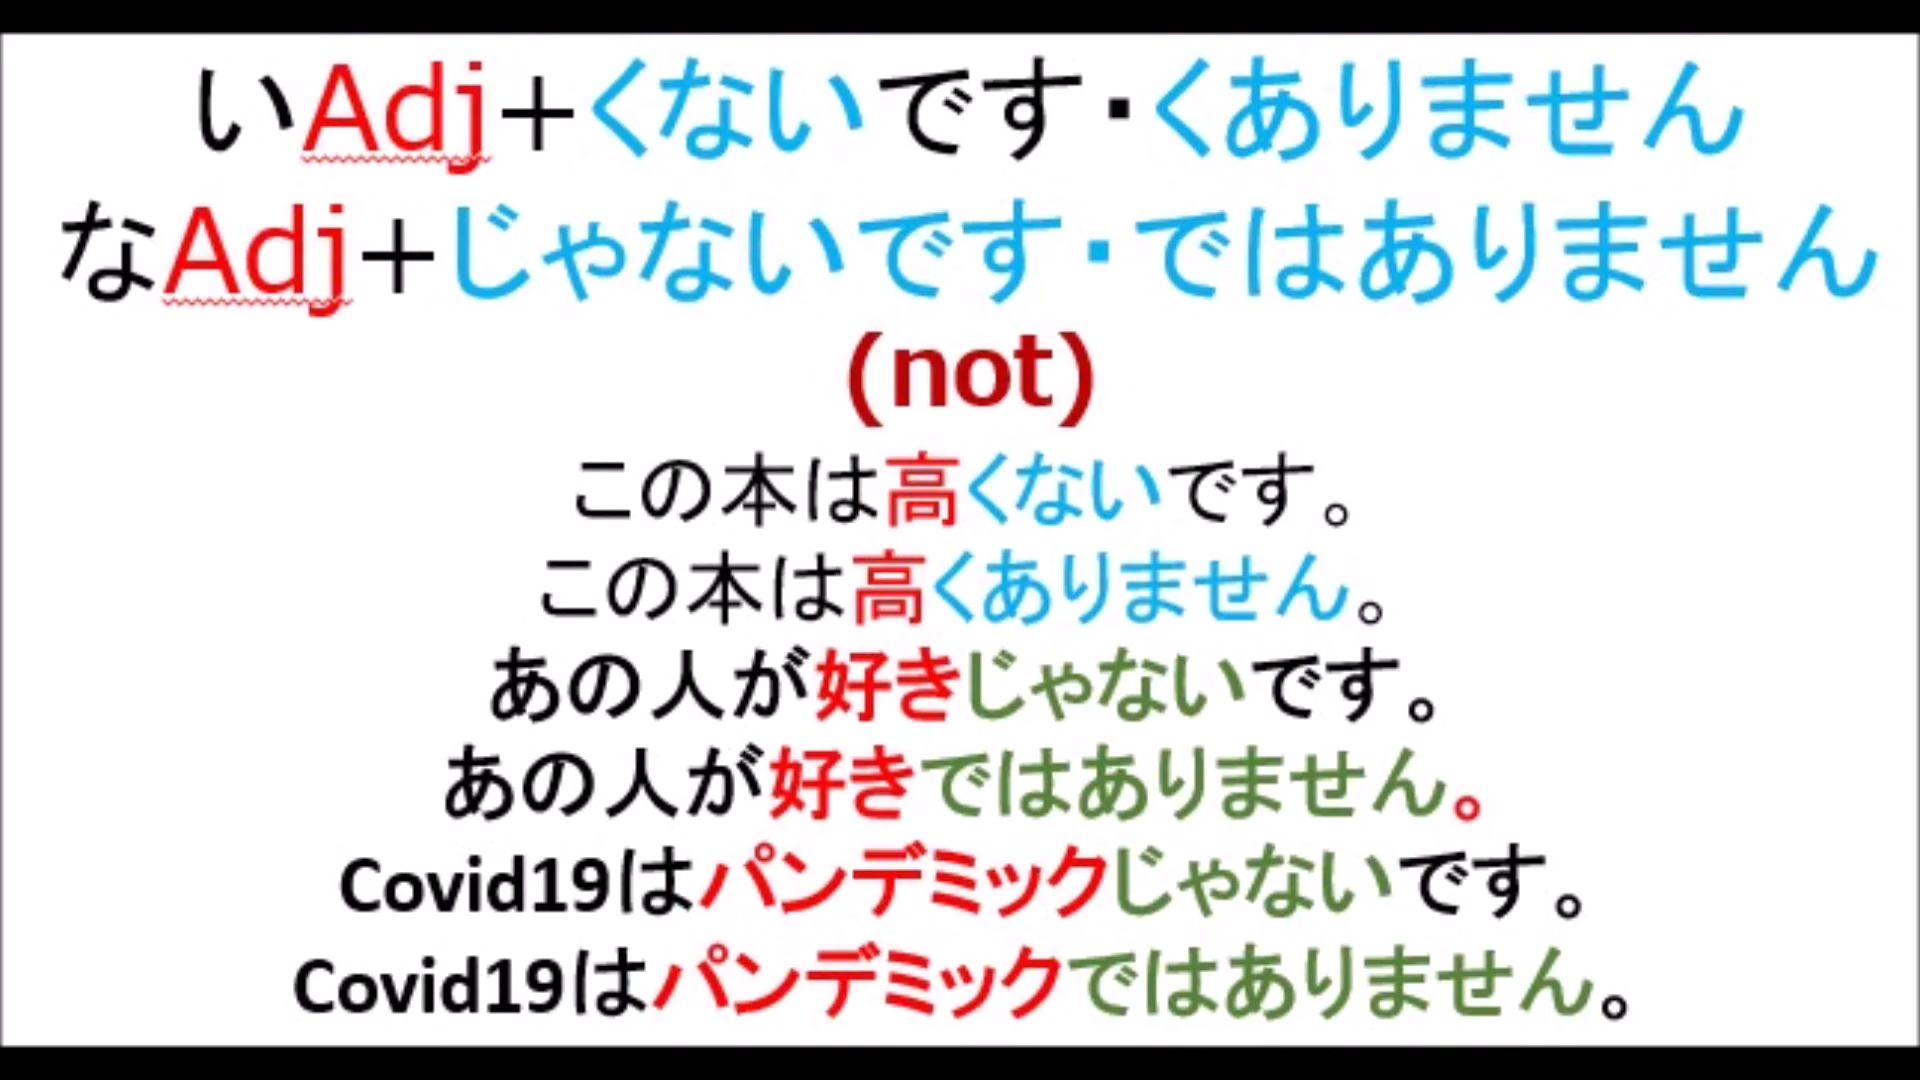 いAdj+くないです・くありません
なAdj+じゃないです・ではありません
(not)
この本は高くないです。
この本は高くありません。
あの人が好きじゃないです。
あの人が好きではありません。
Covid19はパンデミックじゃないです。
Covid19はパンデミックではありません。